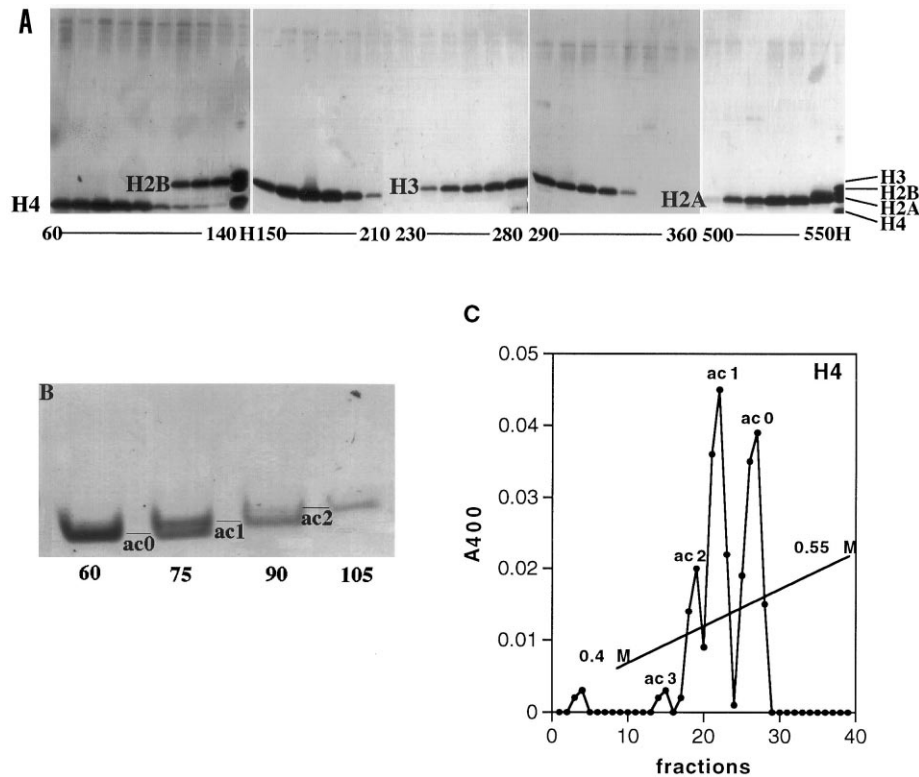 A
H2B
H3
H2A
H4
H3
H2B
H2A
H4
60 140 H 150 210 230 280 290 360 500 550H
B
ac0
ac1
ac2
60 75 90 105
C
0.05
0.04
0.03
0.02
0.01
0
A400
H4
ac 1
ac 0
ac 2
ac 3
0.4 M
0.55 M
0 10 20 30 40
fractions